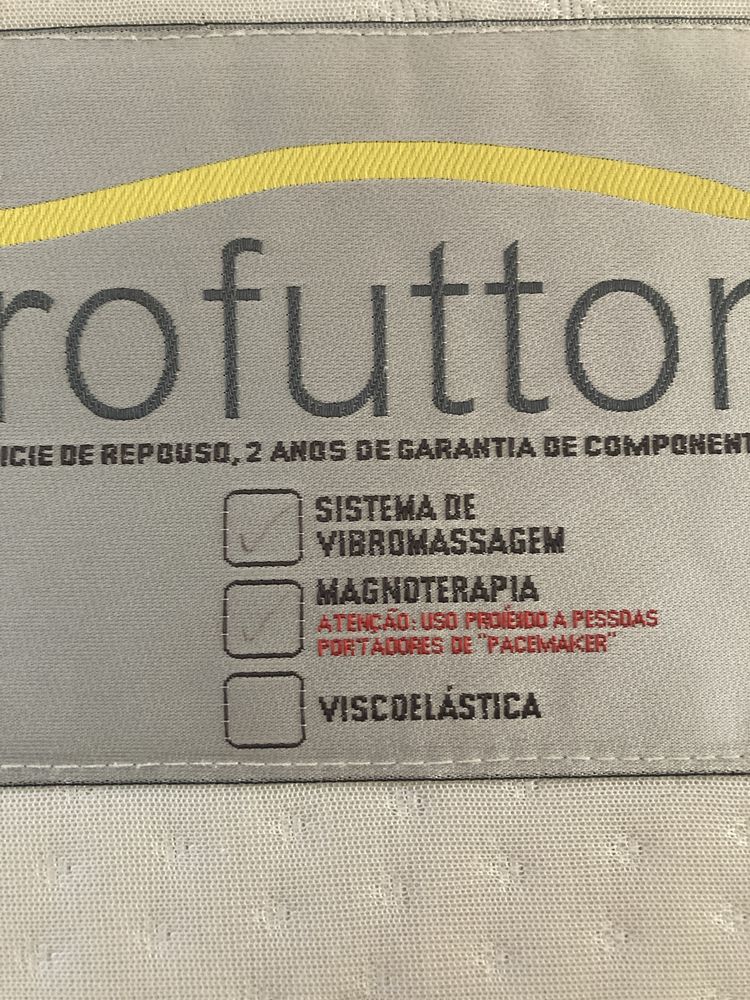 rofutton
ICIE DE REPOUSO, 2 ANOS DE GARANTIA DE COMPONENT
SISTEMA DE
VIBROMASSAGEM
MAGNOTERAPIA
ATENÇÃO: USO PROIBIDO A PESSOAS
PORTADORES DE "PACEMAKER"
VISCOELÁSTICA